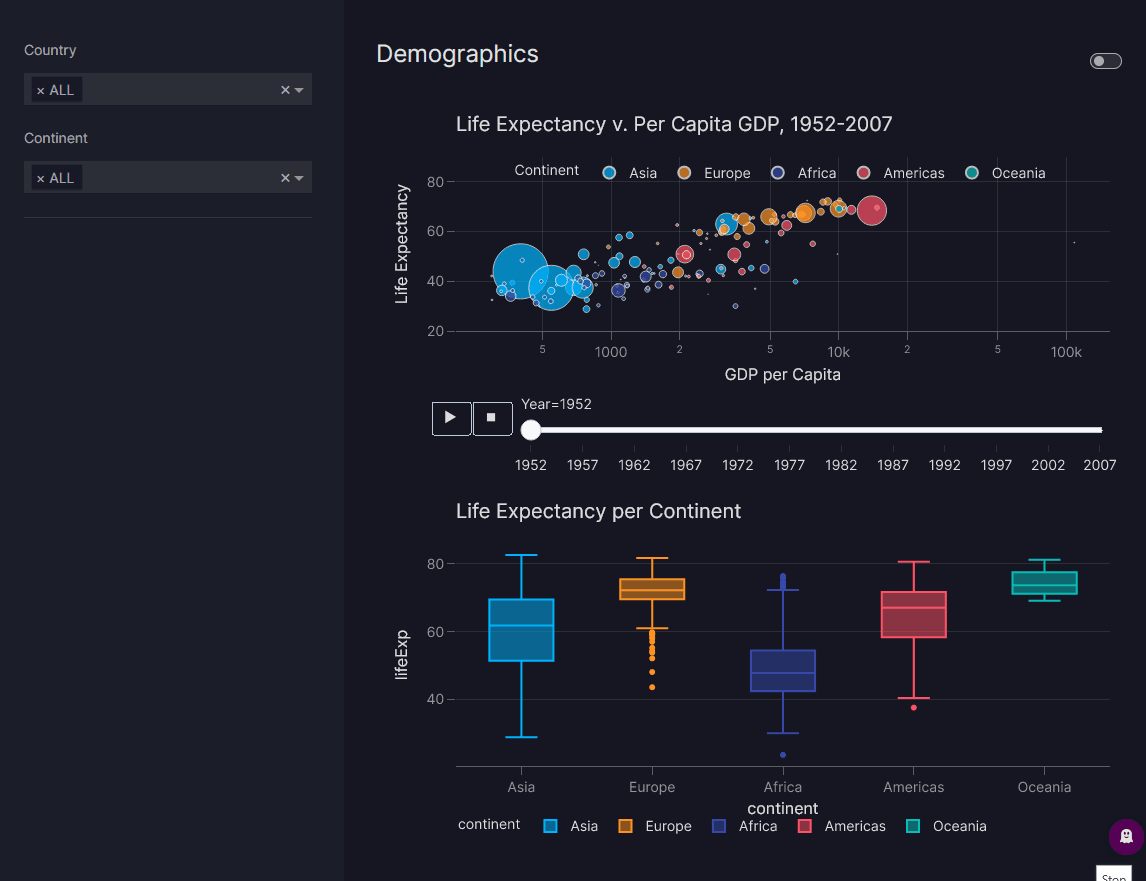 Country
× ALL
Continent
× ALL
Demographics
Life Expectancy v. Per Capita GDP, 1952-2007
Continent Asia Europe Africa Americas Oceania
Life Expectancy
80
60
40
20
5 1000 2 5 10k 2 5 100k
GDP per Capita
Year=1952
1952 1957 1962 1967 1972 1977 1982 1987 1992 1997 2002 2007
Life Expectancy per Continent
lifeExp
80
60
40
Asia Europe Africa Americas Oceania
continent
continent Asia Europe Africa Americas Oceania
Stop